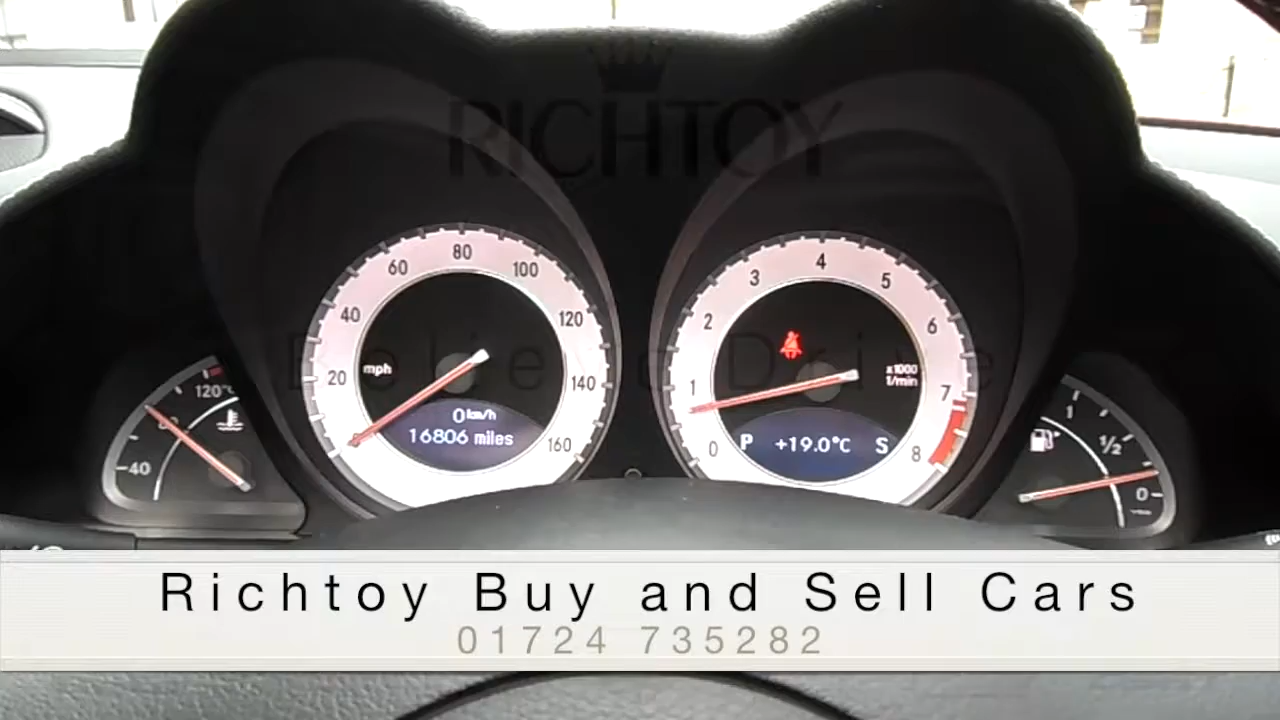 RICHTOY
Believe Drive
80
60
100
40
120
20
mph
140
160
0 km/h
16806 miles
4
3
5
2
6
1
x1000
1/min
7
0
8
P +19.0°C S
120°C
40
1
½
0
Richtoy Buy and Sell Cars
01724 735282